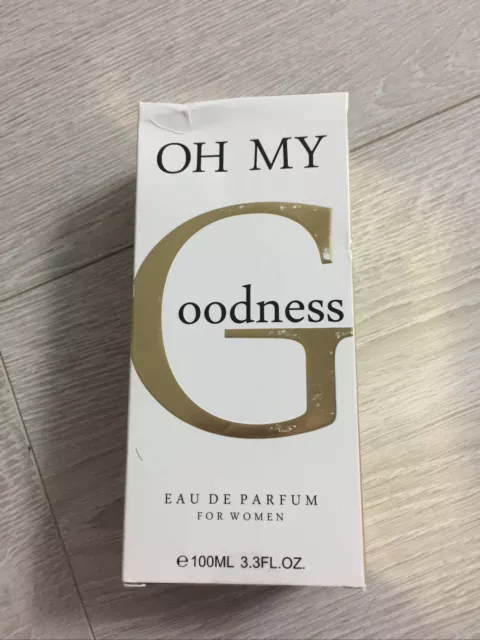 OH MY
Goodness
EAU DE PARFUM
FOR WOMEN
℮100ML 3.3FL.OZ.